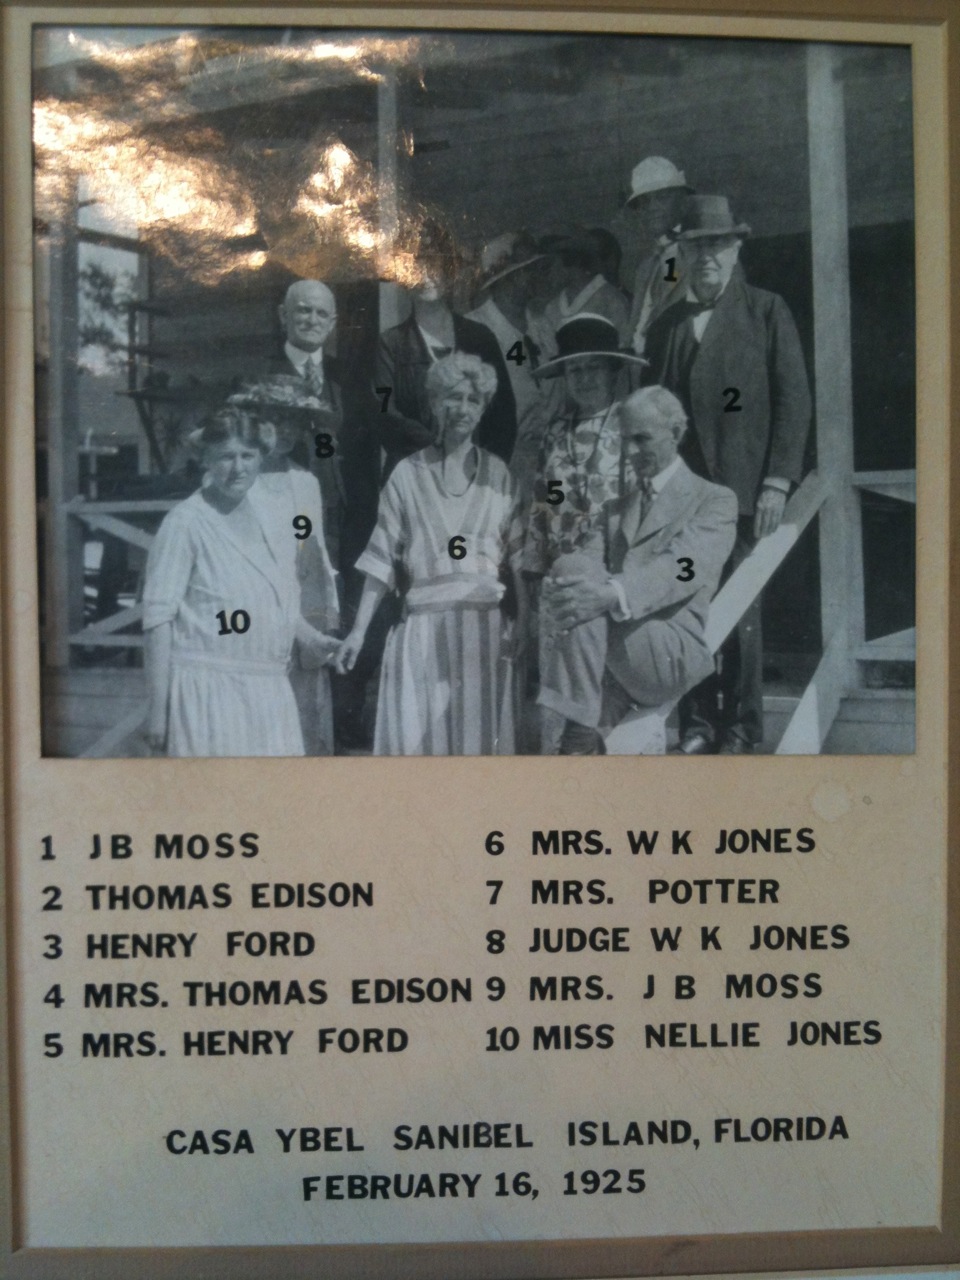 1
2
4
7
8
5
9
6
3
10
1 JB MOSS
2 THOMAS EDISON
3 HENRY FORD
4 MRS. THOMAS EDISON
5 MRS. HENRY FORD
6 MRS. W K JONES
7 MRS. POTTER
8 JUDGE W K JONES
9 MRS. J B MOSS
10 MISS NELLIE JONES
CASA YBEL SANIBEL ISLAND, FLORIDA
FEBRUARY 16, 1925